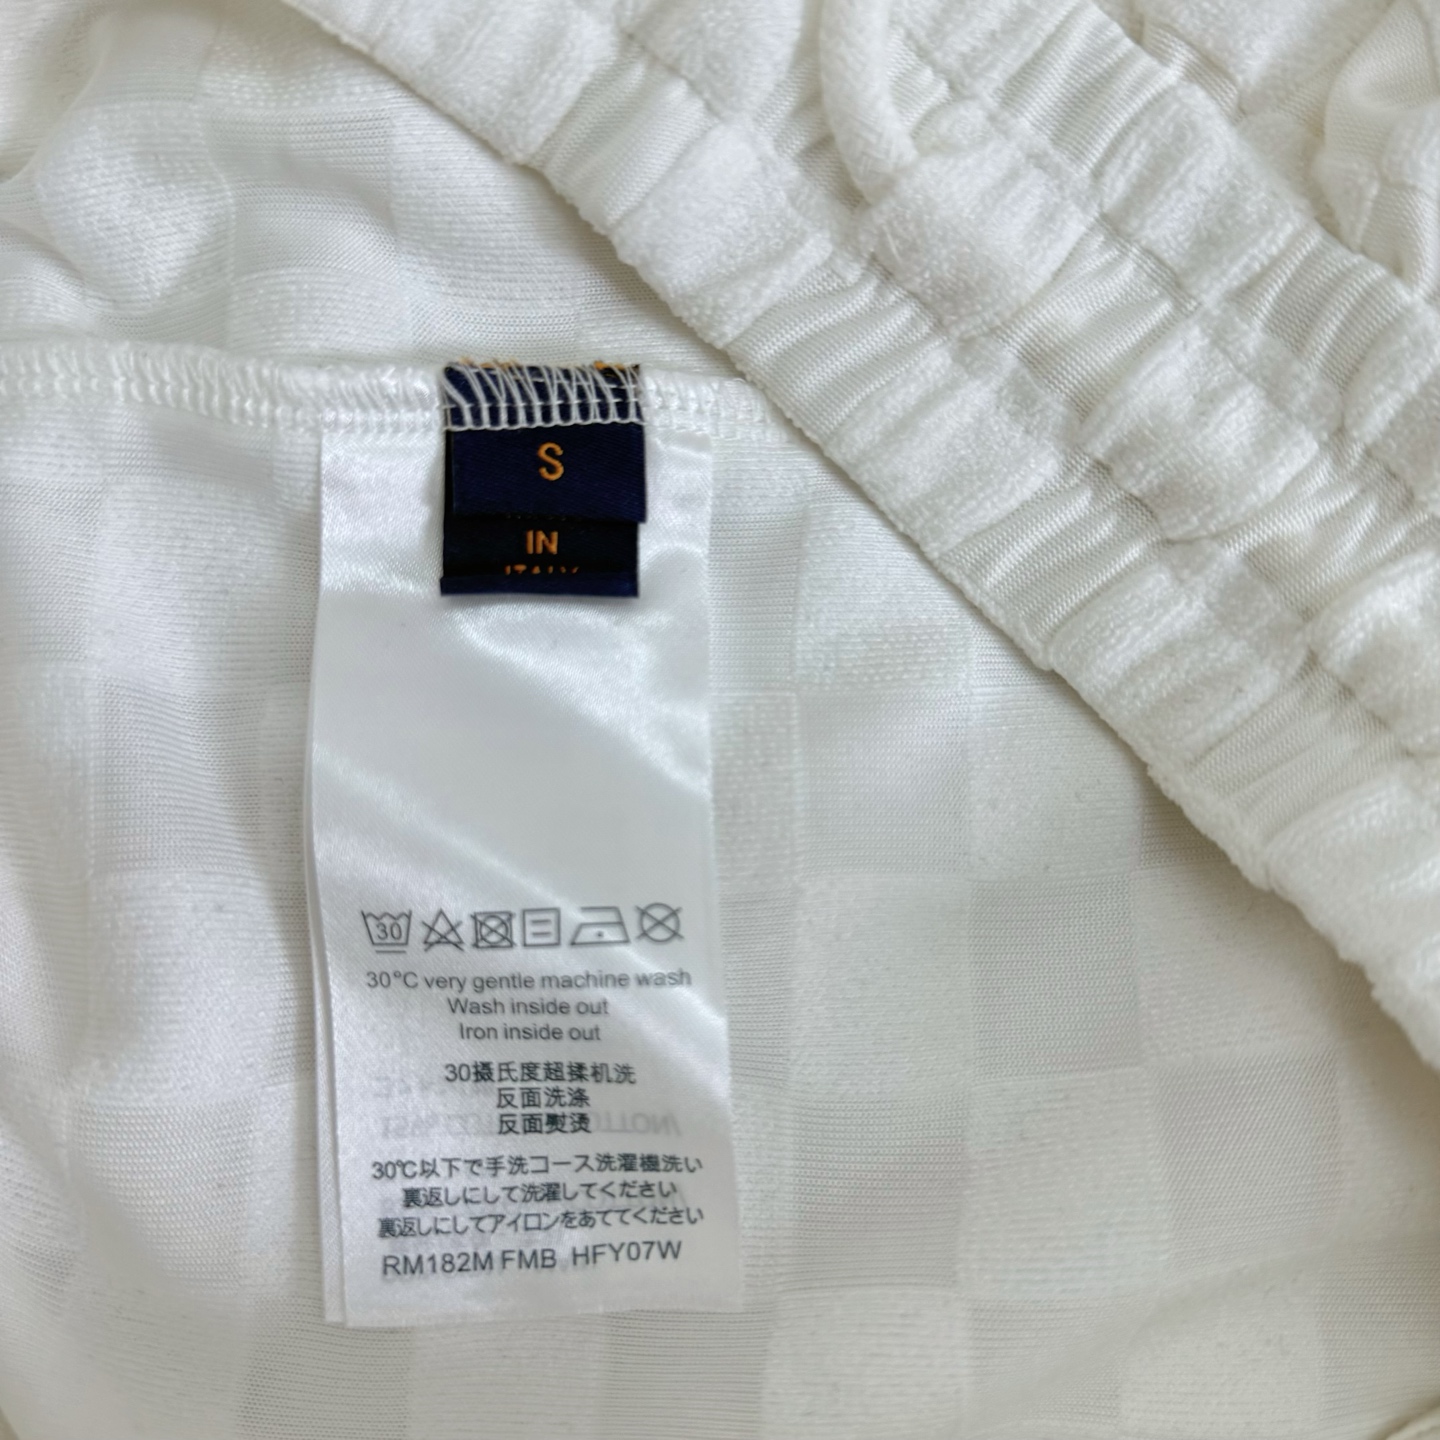 S
IN
ITALY
30
30°C very gentle machine wash
Wash inside out
Iron inside out
30摄氏度超揉机洗
反面洗涤
反面熨烫
30℃以下で手洗コース洗濯機洗い
裏返しにして洗濯してください
裏返しにしてアイロンをあててください
RM182M FMB HFY07W